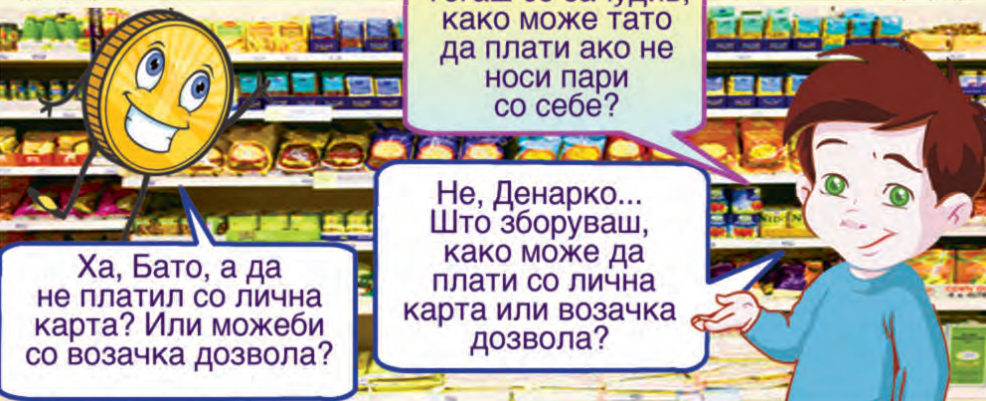 како може тато
да плати ако не
носи пари
со себе?
Ха, Бато, а да
не платил со лична
карта? Или можеби
со возачка дозвола?
Не, Денарко...
Што зборуваш,
како може да
плати со лична
карта или возачка
дозвола?